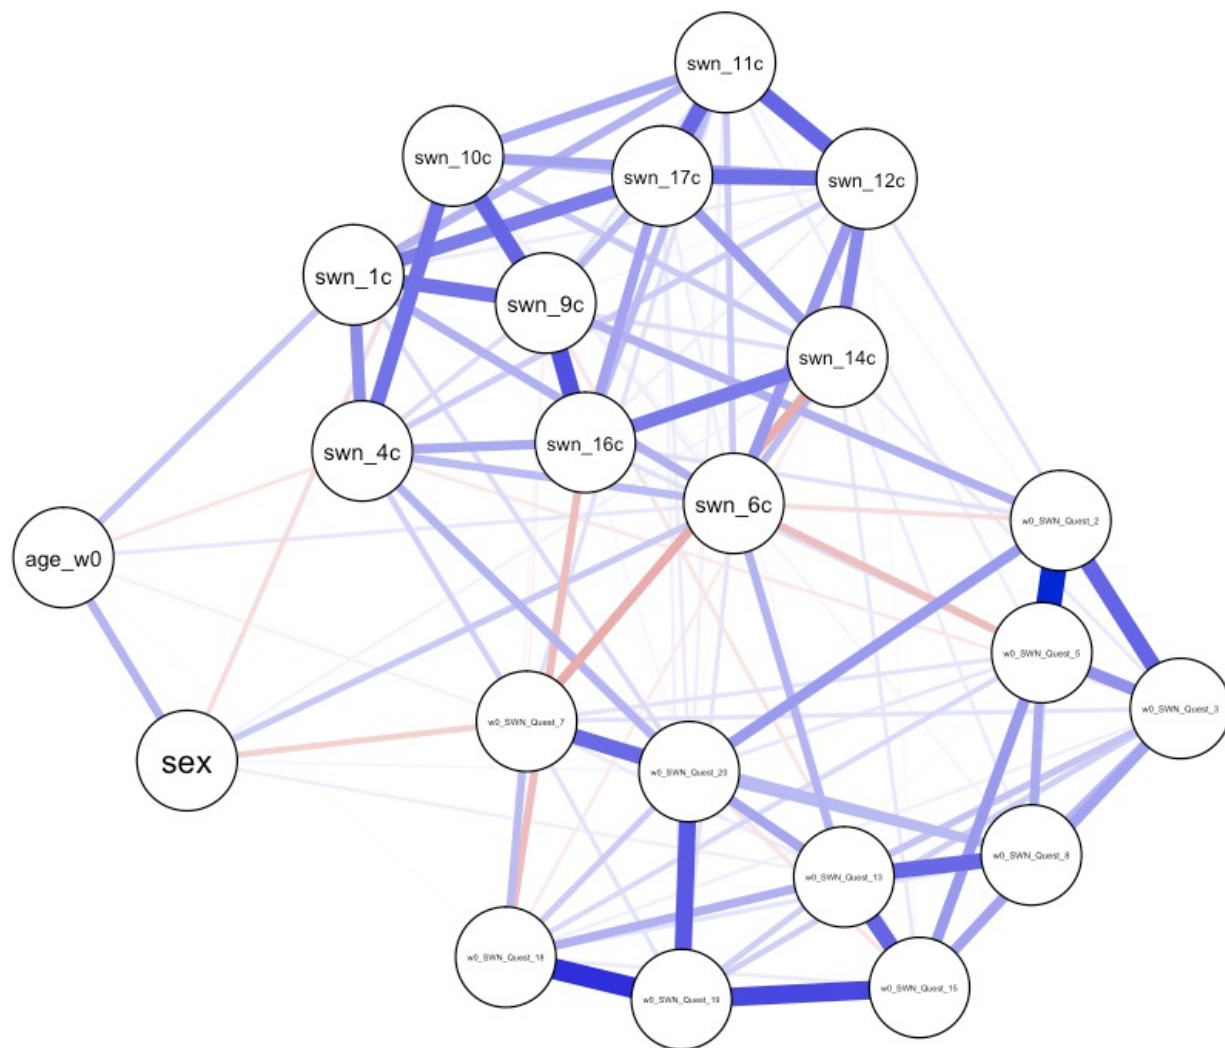 swn_11c
swn_10c
swn_17c
swn_12c
swn_1c
swn_9c
swn_14c
swn_4c
swn_16c
swn_6c
w0_SWN_Quest_2
age_w0
w0_SWN_Quest_5
w0_SWN_Quest_3
w0_SWN_Quest_7
sex
w0_SWN_Quest_20
w0_SWN_Quest_8
w0_SWN_Quest_13
w0_SWN_Quest_18
w0_SWN_Quest_15
w0_SWN_Quest_19